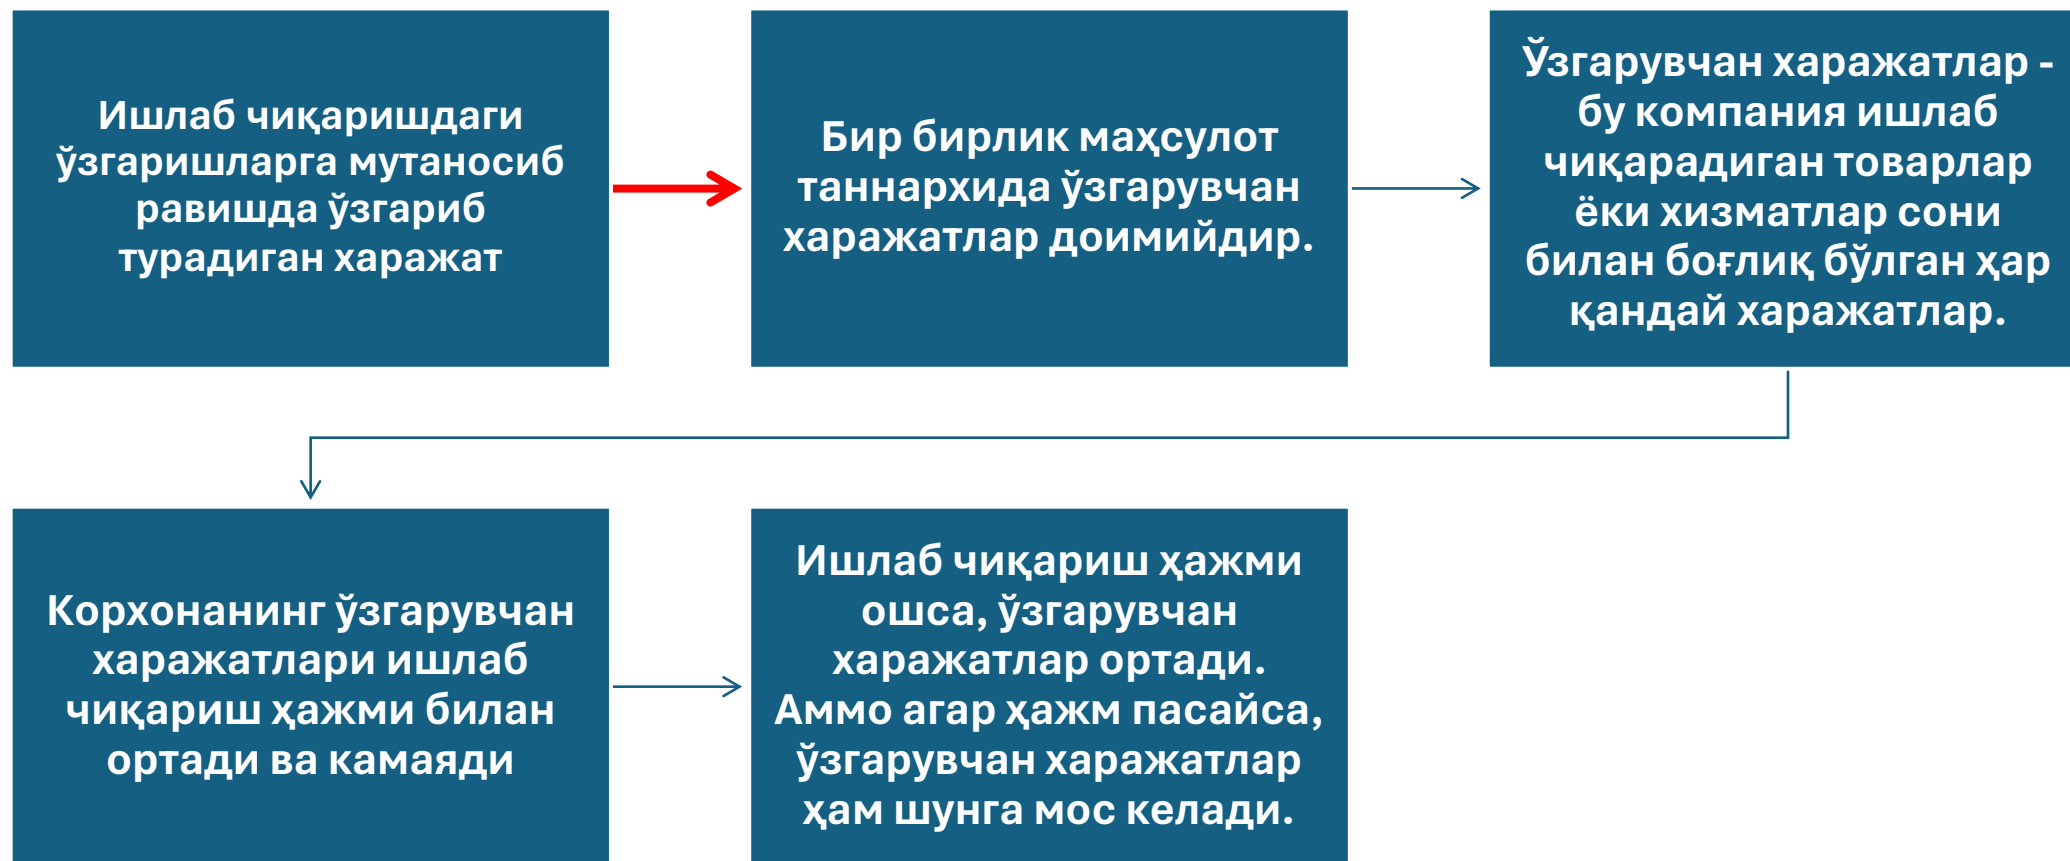 Ишлаб чиқаришдаги
ўзгаришларга мутаносиб
равишда ўзгариб
турадиган харажат
Бир бирлик маҳсулот
таннархида ўзгарувчан
харажатлар доимийдир.
Ўзгарувчан харажатлар -
бу компания ишлаб
чиқарадиган товарлар
ёки хизматлар сони
билан боғлиқ бўлган ҳар
қандай харажатлар.
Корхонанинг ўзгарувчан
харажатлари ишлаб
чиқариш ҳажми билан
ортади ва камаяди
Ишлаб чиқариш ҳажми
ошса, ўзгарувчан
харажатлар ортади.
Аммо агар ҳажм пасайса,
ўзгарувчан харажатлар
ҳам шунга мос келади.